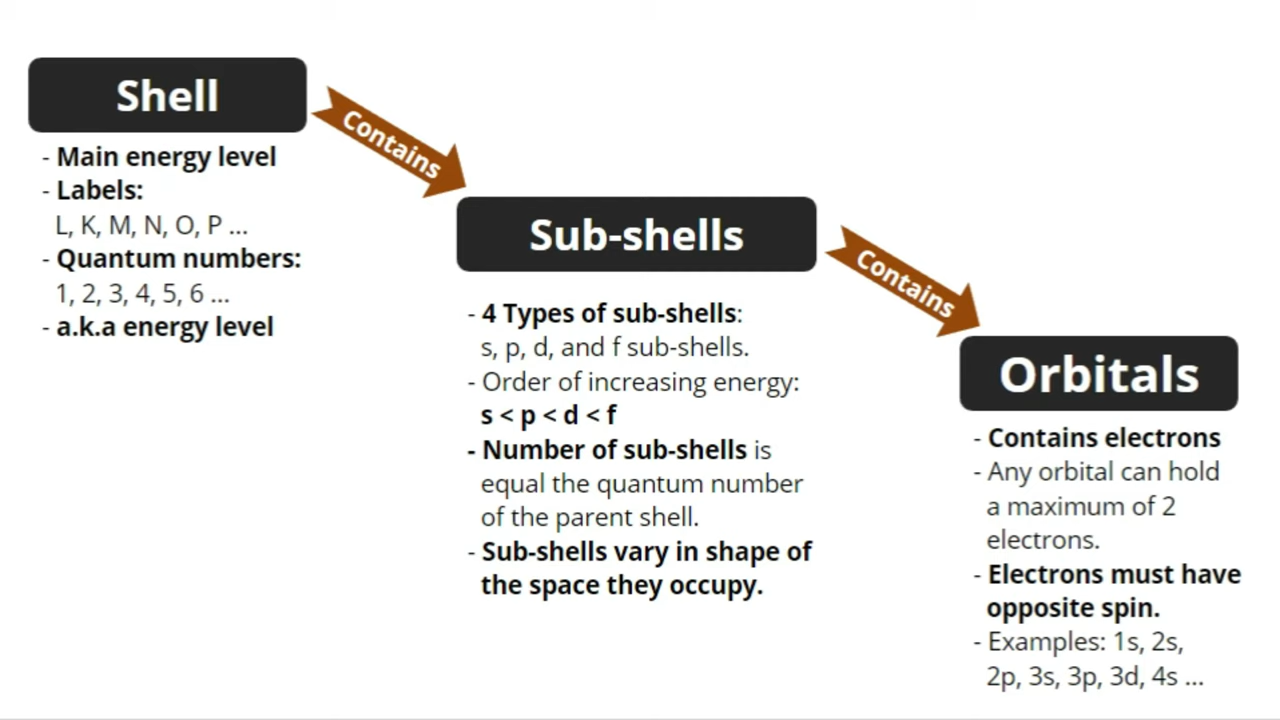 Shell
- Main energy level
- Labels:
L, K, M, N, O, P ...
- Quantum numbers:
1, 2, 3, 4, 5, 6 ...
- a.k.a energy level
Contains
Sub-shells
- 4 Types of sub-shells:
s, p, d, and f sub-shells.
- Order of increasing energy:
s < p < d < f
- Number of sub-shells is
equal the quantum number
of the parent shell.
- Sub-shells vary in shape of
the space they occupy.
Contains
Orbitals
- Contains electrons
- Any orbital can hold
a maximum of 2
electrons.
- Electrons must have
opposite spin.
- Examples: 1s, 2s,
2p, 3s, 3p, 3d, 4s ...